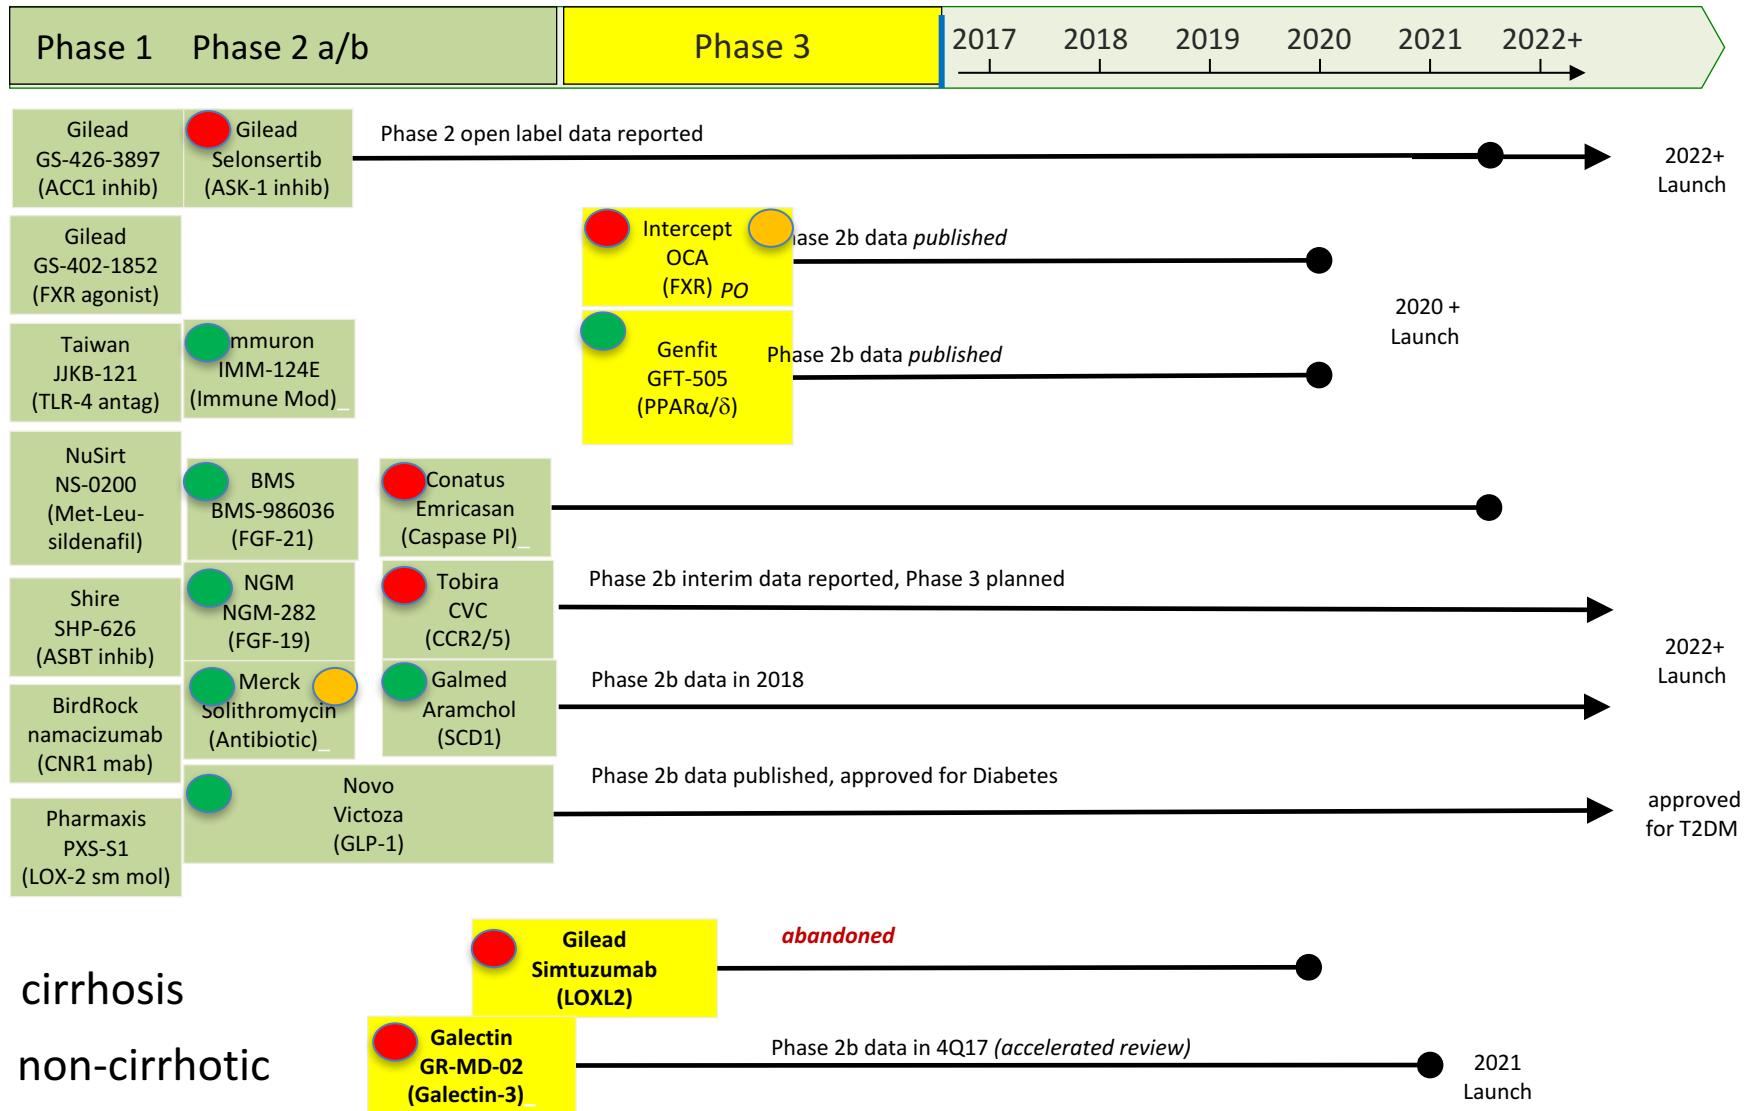 Phase 1
Phase 2 a/b
Phase 3
2017
2018
2019
2020
2021
2022+
Gilead
GS-426-3897
(ACC1 inhib)
Gilead
Selonsertib
(ASK-1 inhib)
Phase 2 open label data reported
2022+
Launch
Gilead
GS-402-1852
(FXR agonist)
Intercept
OCA
(FXR) PO
hase 2b data published
2020 +
Launch
Taiwan
JJKB-121
(TLR-4 antag)
mmuron
IMM-124E
(Immune Mod)_
Genfit
GFT-505
(PPARα/δ)
Phase 2b data published
NuSirt
NS-0200
(Met-Leu-
sildenafil)
BMS
BMS-986036
(FGF-21)
Conatus
Emricasan
(Caspase PI)_
Shire
SHP-626
(ASBT inhib)
NGM
NGM-282
(FGF-19)
Tobira
CVC
(CCR2/5)
Phase 2b interim data reported, Phase 3 planned
2022+
Launch
BirdRock
namacizumab
(CNR1 mab)
Merck
Solithromycin
(Antibiotic)_
Galmed
Aramchol
(SCD1)
Phase 2b data in 2018
Pharmaxis
PXS-S1
(LOX-2 sm mol)
Novo
Victoza
(GLP-1)
Phase 2b data published, approved for Diabetes
approved
for T2DM
cirrhosis
Gilead
Simtuzumab
(LOXL2)
abandoned
non-cirrhotic
Galectin
GR-MD-02
(Galectin-3)_
Phase 2b data in 4Q17 (accelerated review)
2021
Launch